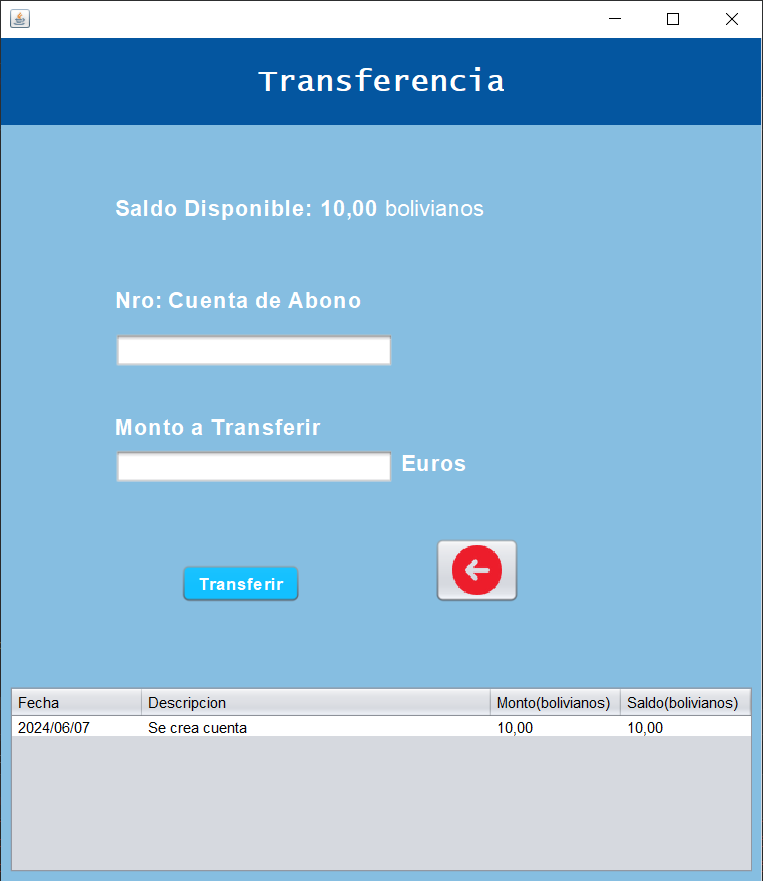 Transferencia
Saldo Disponible: 10,00 bolivianos
Nro: Cuenta de Abono
Monto a Transferir
Euros
Transferir
Fecha Descripcion Monto(bolivianos) Saldo(bolivianos)
2024/06/07 Se crea cuenta 10,00 10,00